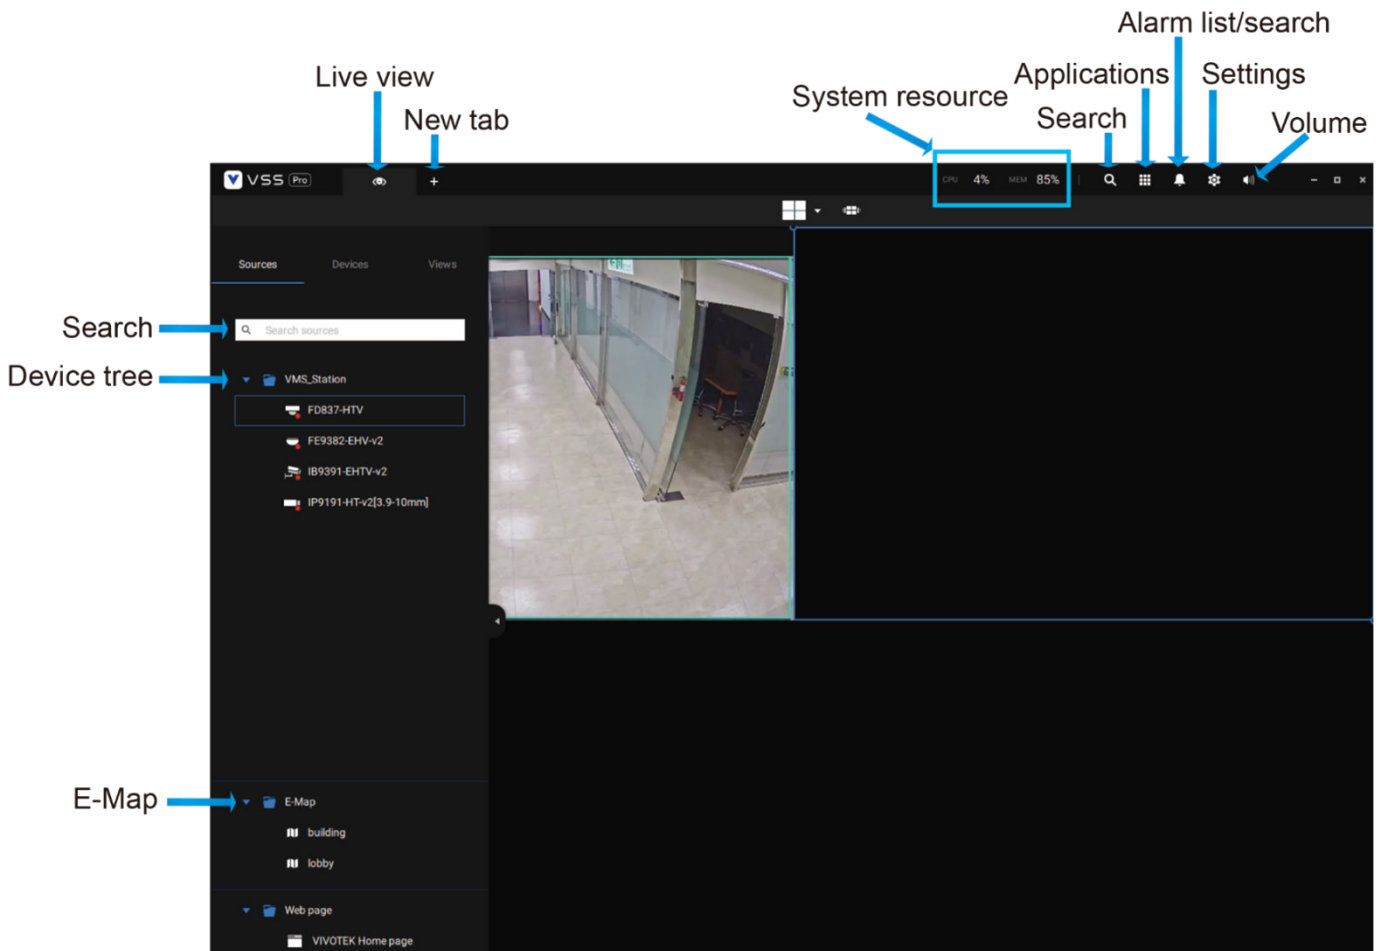 Alarm list/search
Live view
Applications
Settings
System resource
New tab
Search
Volume
VSS Pro
CPU 4% MEM 85%
Sources Devices Views
Search
Search sources
Device tree
VMS_Station
FD837-HTV
FE9382-EHV-v2
IB9391-EHTV-v2
IP9191-HT-v2[3.9-10mm]
E-Map
E-Map
building
lobby
Web page
VIVOTEK Home page